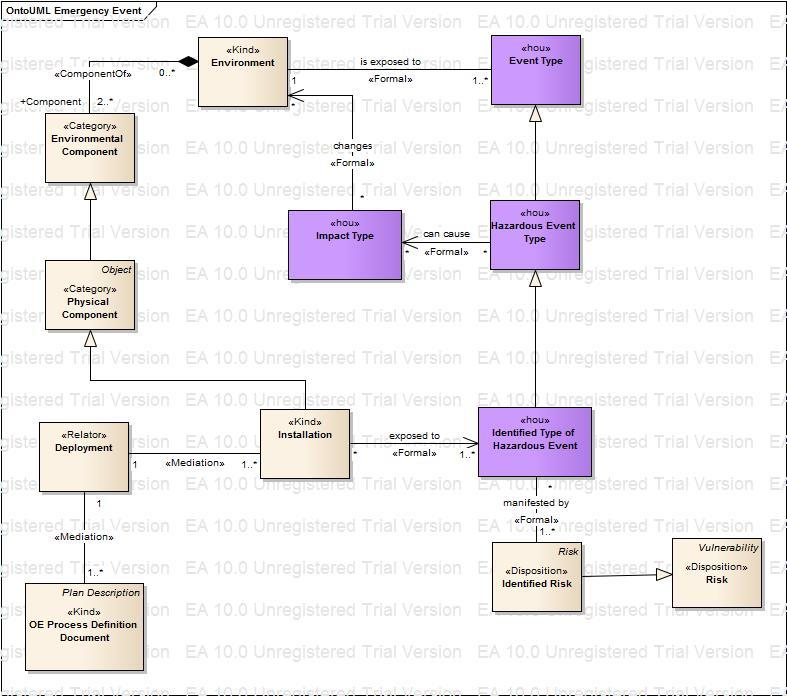 OntoUML Emergency Event
EA 10.0 Unregistered Trial Version
«Kind»
Environment
is exposed to
«Formal»
1
1..*
«hou»
Event Type
«ComponentOf»
0..*
+Component
2..*
*
«Category»
Environmental
Component
changes
«Formal»
*
«hou»
Impact Type
can cause
«Formal»
*
*
«hou»
Hazardous Event
Type
Object
«Category»
Physical
Component
«Relator»
Deployment
1
«Mediation»
1..*
«Kind»
Installation
exposed to
«Formal»
*
1..*
«hou»
Identified Type of
Hazardous Event
*
manifested by
«Formal»
1..*
1
«Mediation»
1..*
Risk
«Disposition»
Identified Risk
Vulnerability
«Disposition»
Risk
Plan Description
«Kind»
OE Process Definition
Document